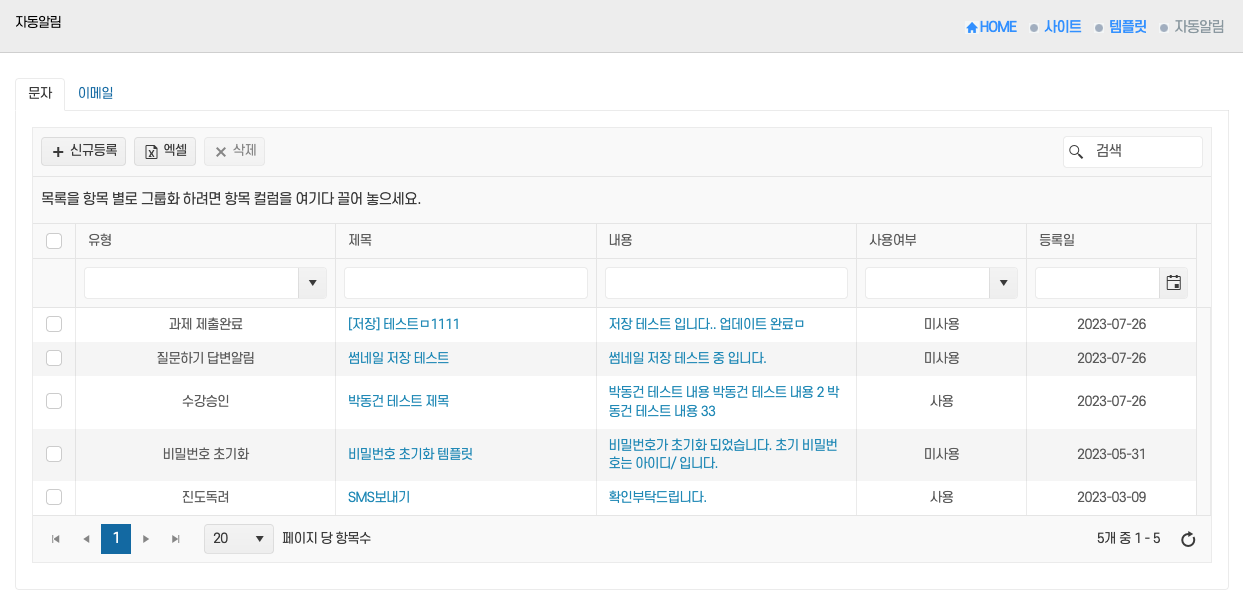 자동알림
HOME 사이트 템플릿 자동알림
문자 이메일
신규등록 엑셀 삭제 검색
목록을 항목 별로 그룹화 하려면 항목 컬럼을 여기다 끌어 놓으세요.
유형 제목 내용 사용여부 등록일
과제 제출완료 [저장] 테스트ㅁ1111 저장 테스트 입니다.. 업데이트 완료ㅁ 미사용 2023-07-26
질문하기 답변알림 썸네일 저장 테스트 썸네일 저장 테스트 중 입니다. 미사용 2023-07-26
수강승인 박동건 테스트 제목 박동건 테스트 내용 박동건 테스트 내용 2 박
동건 테스트 내용 33 사용 2023-07-26
비밀번호 초기화 비밀번호 초기화 템플릿 비밀번호가 초기화 되었습니다. 초기 비밀번
호는 아이디/ 입니다. 미사용 2023-05-31
진도독려 SMS보내기 확인부탁드립니다. 사용 2023-03-09
1 20 페이지 당 항목수 5개 중 1 - 5